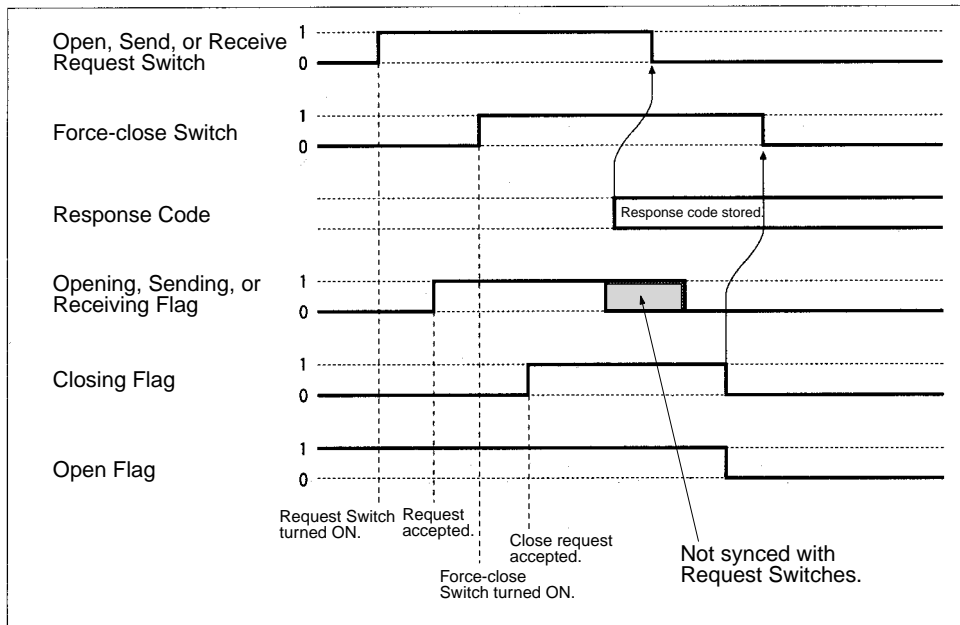 Open, Send, or Receive
Request Switch
1
0
Force-close Switch
1
0
Response Code
Response code stored.
Opening, Sending, or
Receiving Flag
1
0
Closing Flag
1
0
Open Flag
1
0
Request Switch
turned ON.
Request
accepted.
Force-close
Switch turned ON.
Close request
accepted.
Not synced with
Request Switches.